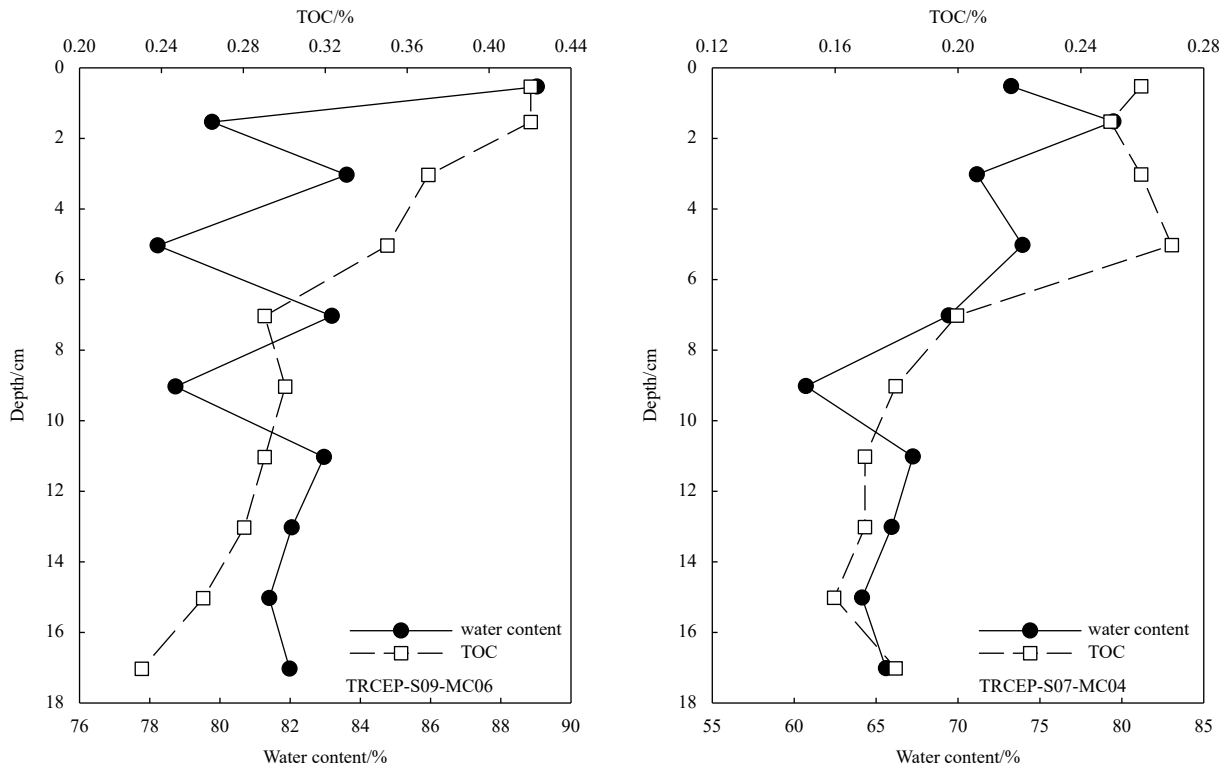 TOC/%
0.20 0.24 0.28 0.32 0.36 0.40 0.44
0
2
4
6
8
10
12
14
16
18
Depth/cm
water content
TOC
TRCEP-S09-MC06
76 78 80 82 84 86 88 90
Water content/%
TOC/%
0.12 0.16 0.20 0.24 0.28
0
2
4
6
8
10
12
14
16
18
Depth/cm
water content
TOC
TRCEP-S07-MC04
55 60 65 70 75 80 85
Water content/%